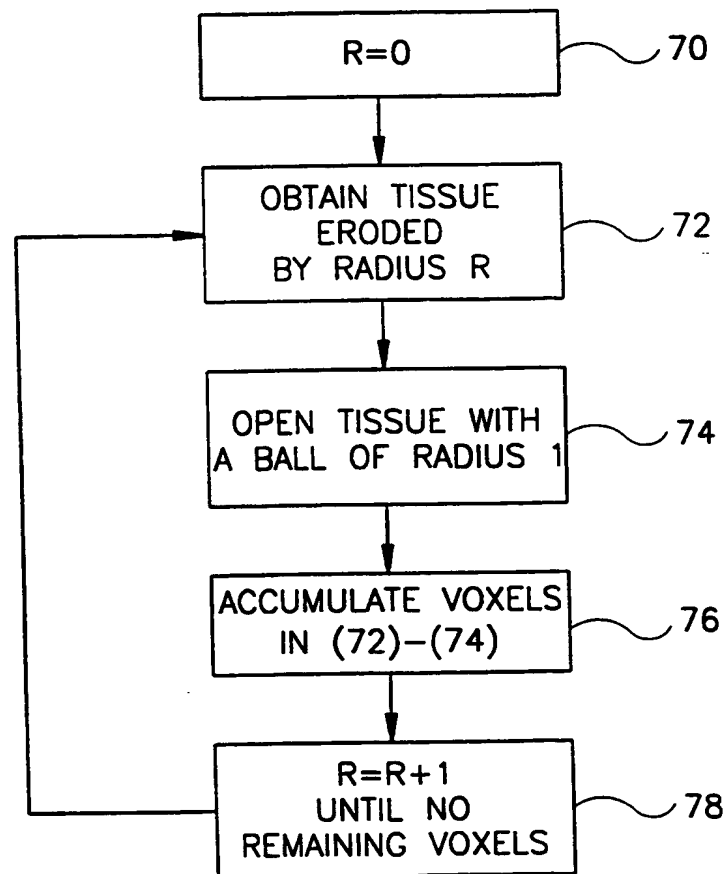 R=0
70
OBTAIN TISSUE
ERODED
BY RADIUS R
72
OPEN TISSUE WITH
A BALL OF RADIUS 1
74
ACCUMULATE VOXELS
IN (72)-(74)
76
R=R+1
UNTIL NO
REMAINING VOXELS
78